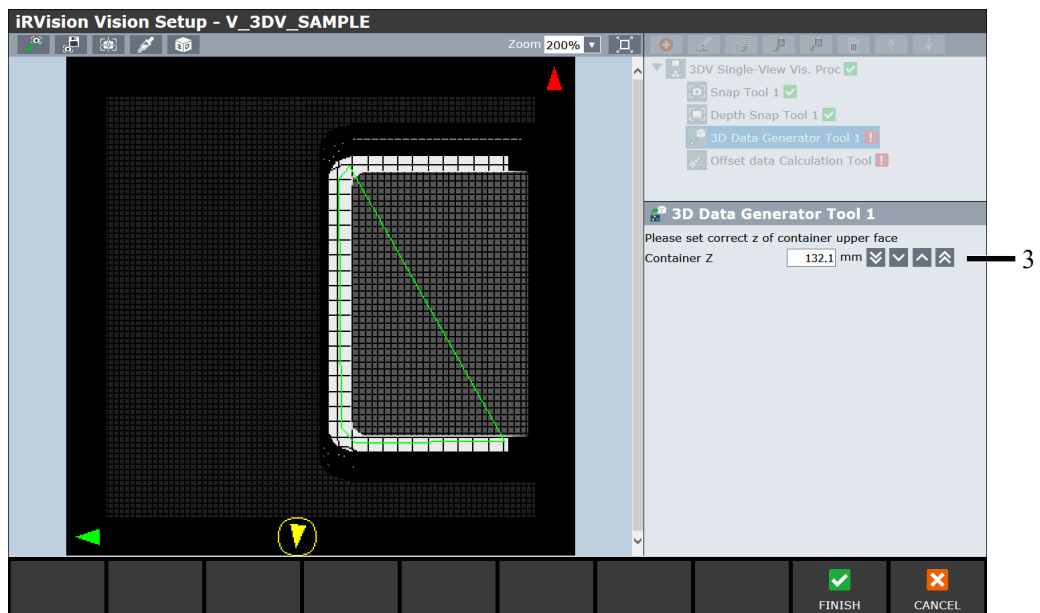 iRVision Vision Setup - V_3DV_SAMPLE
Zoom 200%
3DV Single-View Vis. Proc
Snap Tool 1
Depth Snap Tool 1
3D Data Generator Tool 1
Offset data Calculation Tool
3D Data Generator Tool 1
Please set correct z of container upper face
Container Z 132.1 mm
3
FINISH CANCEL